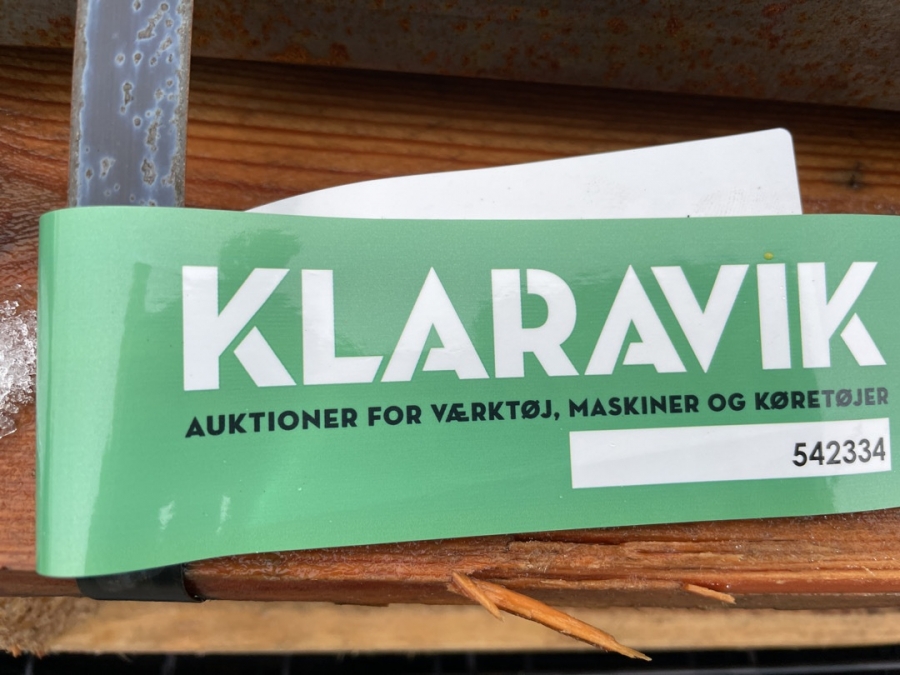 KLARAVIK
AUKTIONER FOR VÆRKTØJ, MASKINER OG KØRETØJER
542334